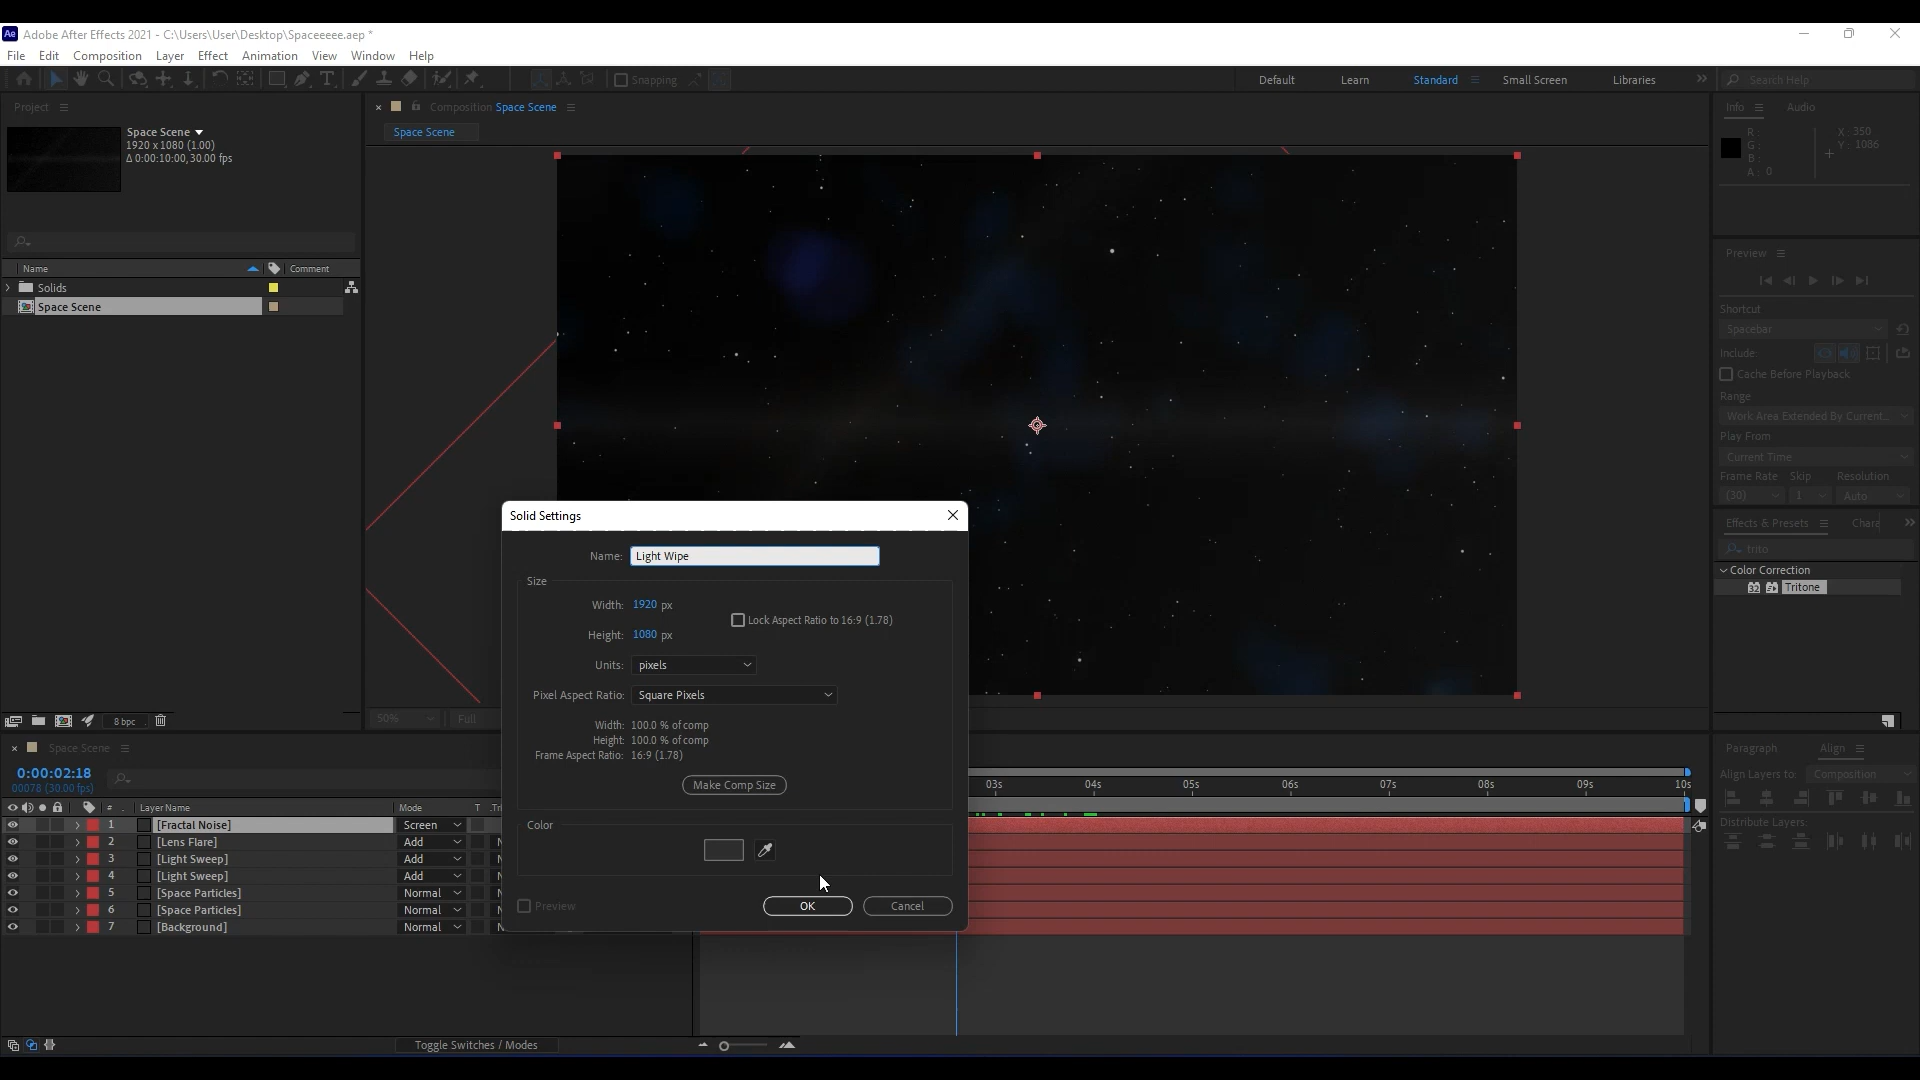 Adobe After Effects 2021 - C:\Users\User\Desktop\Spaceeeee.aep *
File Edit Composition Layer Effect Animation View Window Help
Snapping
Default Learn Standard Small Screen Libraries
Search Help
Project
Space Scene
1920 x 1080 (1.00)
Δ 0:00:10:00, 30.00 fps
Name Comment
Solids
Space Scene
8 bpc
Composition Space Scene
Space Scene
50% Full
Solid Settings
Name: Light Wipe
Size
Width: 1920 px
Lock Aspect Ratio to 16:9 (1.78)
Height: 1080 px
Units: pixels
Pixel Aspect Ratio: Square Pixels
Width: 100.0 % of comp
Height: 100.0 % of comp
Frame Aspect Ratio: 16:9 (1.78)
Make Comp Size
Color
Preview
OK Cancel
Info Audio
R:
G:
B:
A: 0
X: 350
Y: 1086
Preview
Shortcut
Spacebar
Include:
Cache Before Playback
Range
Work Area Extended By Current...
Play From
Current Time
Frame Rate Skip Resolution
(30) 1 Auto
Effects & Presets Chara
trito
Color Correction
32 Tritone
Paragraph Align
Align Layers to: Composition
Distribute Layers:
Space Scene
0:00:02:18
00078 (30.00 fps)
# Layer Name Mode T
1 [Fractal Noise] Screen
2 [Lens Flare] Add
3 [Light Sweep] Add
4 [Light Sweep] Add
5 [Space Particles] Normal
6 [Space Particles] Normal
7 [Background] Normal
03s 04s 05s 06s 07s 08s 09s 10s
Toggle Switches / Modes